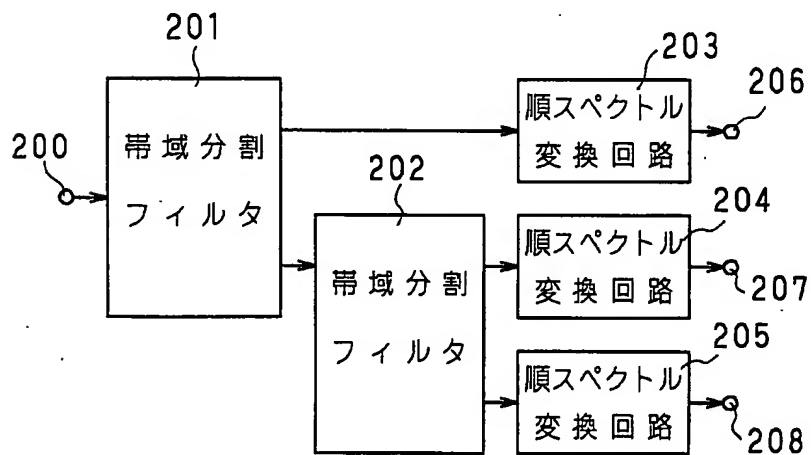 201
帯域分割
フィルタ
200
202
帯域分割
フィルタ
203
順スペクトル
変換回路
206
204
順スペクトル
変換回路
207
205
順スペクトル
変換回路
208